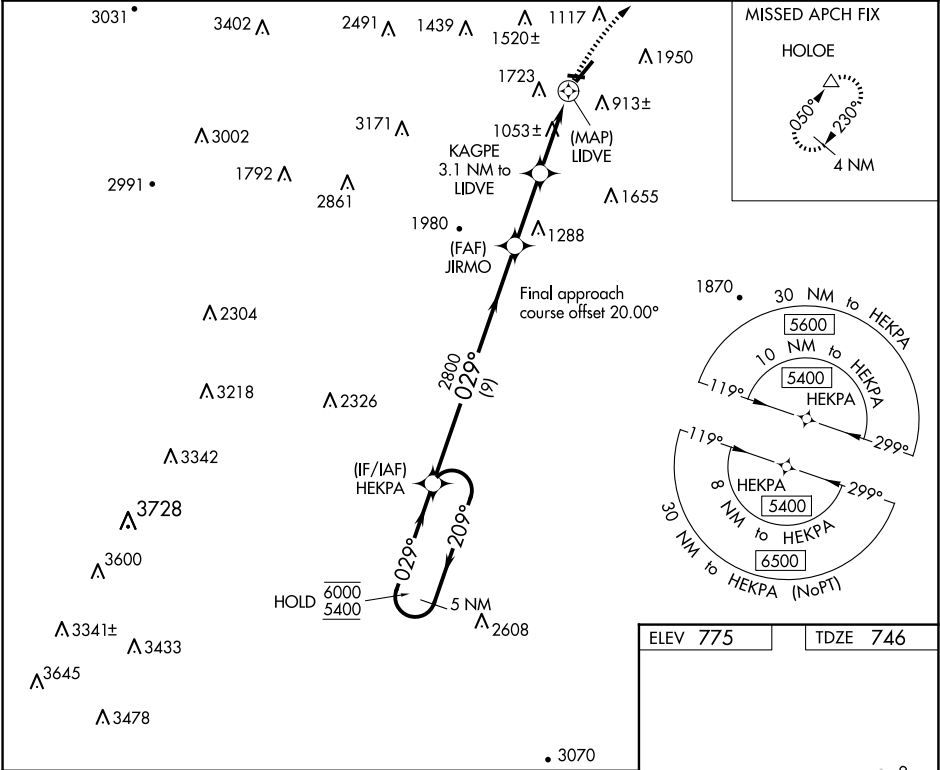 3031
3402
2491
1439
1520±
1117
1950
1723
913±
1053±
(MAP)
LIDVE
3002
3171
KAGPE
3.1 NM to
LIDVE
2991
1792
2861
1655
1980
1288
(FAF)
JIRMO
Final approach
course offset 20.00°
2304
2800
029°
(9)
3218
2326
3342
(IF/IAF)
HEKPA
3728
3600
029°
209°
HOLD
6000
5400
5 NM
3341±
3433
2608
3645
3478
3070
MISSED APCH FIX
HOLOE
050°
230°
4 NM
1870
30 NM to HEKPA
5600
10 NM to HEKPA
5400
HEKPA
119°
299°
119°
299°
HEKPA
5400
8 NM to HEKPA
6500
30 NM to HEKPA (NoPT)
ELEV 775
TDZE 746